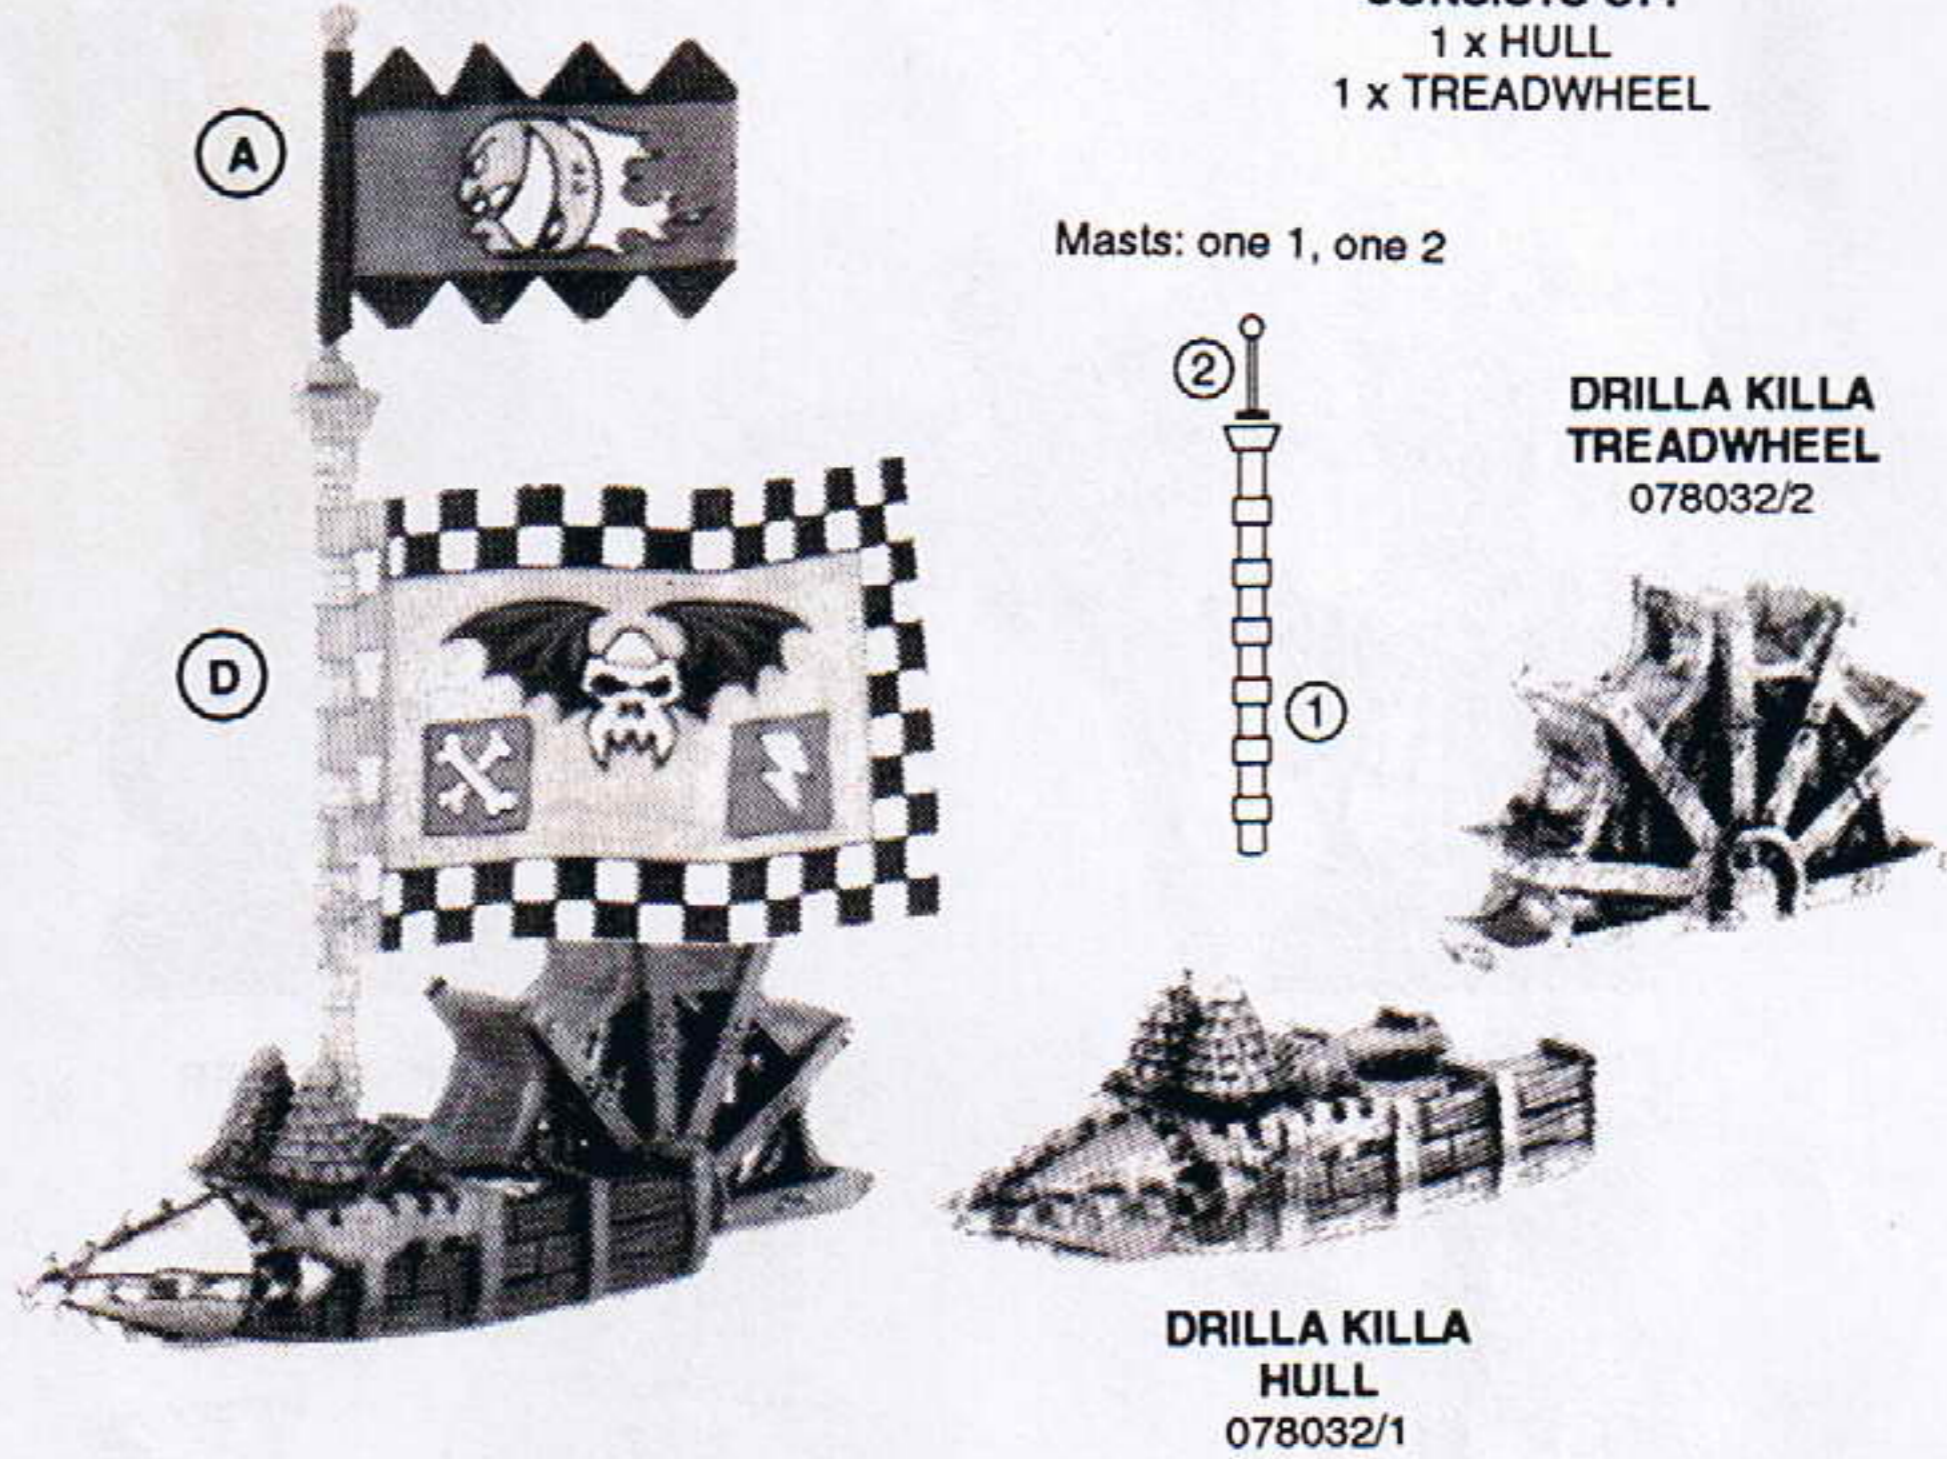 1 x HULL
1 x TREADWHEEL
A
Masts: one 1, one 2
2
DRILLA KILLA
TREADWHEEL
078032/2
D
1
DRILLA KILLA
HULL
078032/1